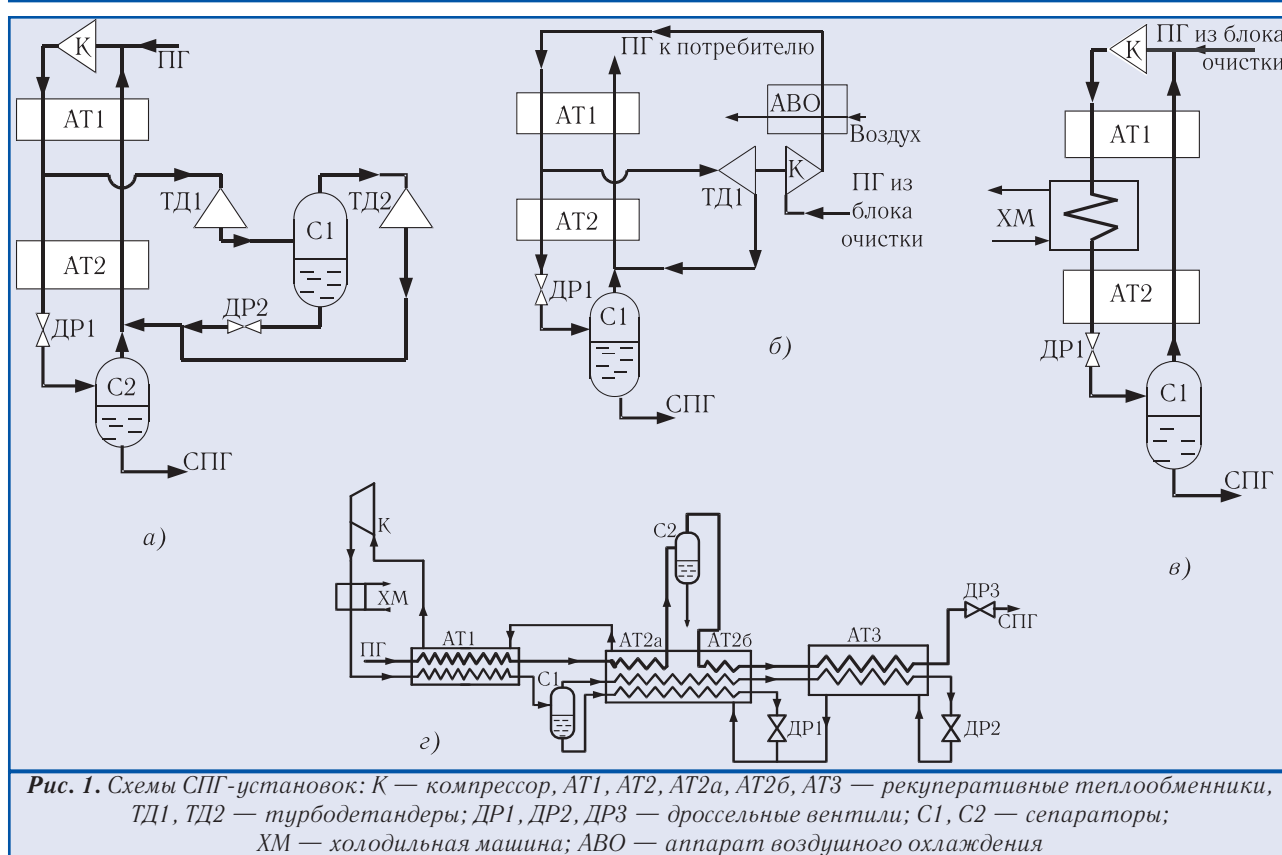 К
ПГ
АТ1
ТД1
С1
ТД2
АТ2
ДР1
ДР2
С2
СПГ
а)
ПГ к потребителю
АТ1
АВО
Воздух
ТД1
К
ПГ из
блока
очистки
АТ2
ДР1
С1
СПГ
б)
К
ПГ из блока
очистки
АТ1
ХМ
АТ2
ДР1
С1
СПГ
в)
К
ХМ
ПГ
АТ1
С1
С2
АТ2а
АТ2б
ДР1
АТ3
ДР2
ДР3
СПГ
г)
Рис. 1. Схемы СПГ-установок: К — компрессор, АТ1, АТ2, АТ2а, АТ2б, АТ3 — рекуперативные теплообменники,
ТД1, ТД2 — турбодетандеры; ДР1, ДР2, ДР3 — дроссельные вентили; С1, С2 — сепараторы;
ХМ — холодильная машина; АВО — аппарат воздушного охлаждения